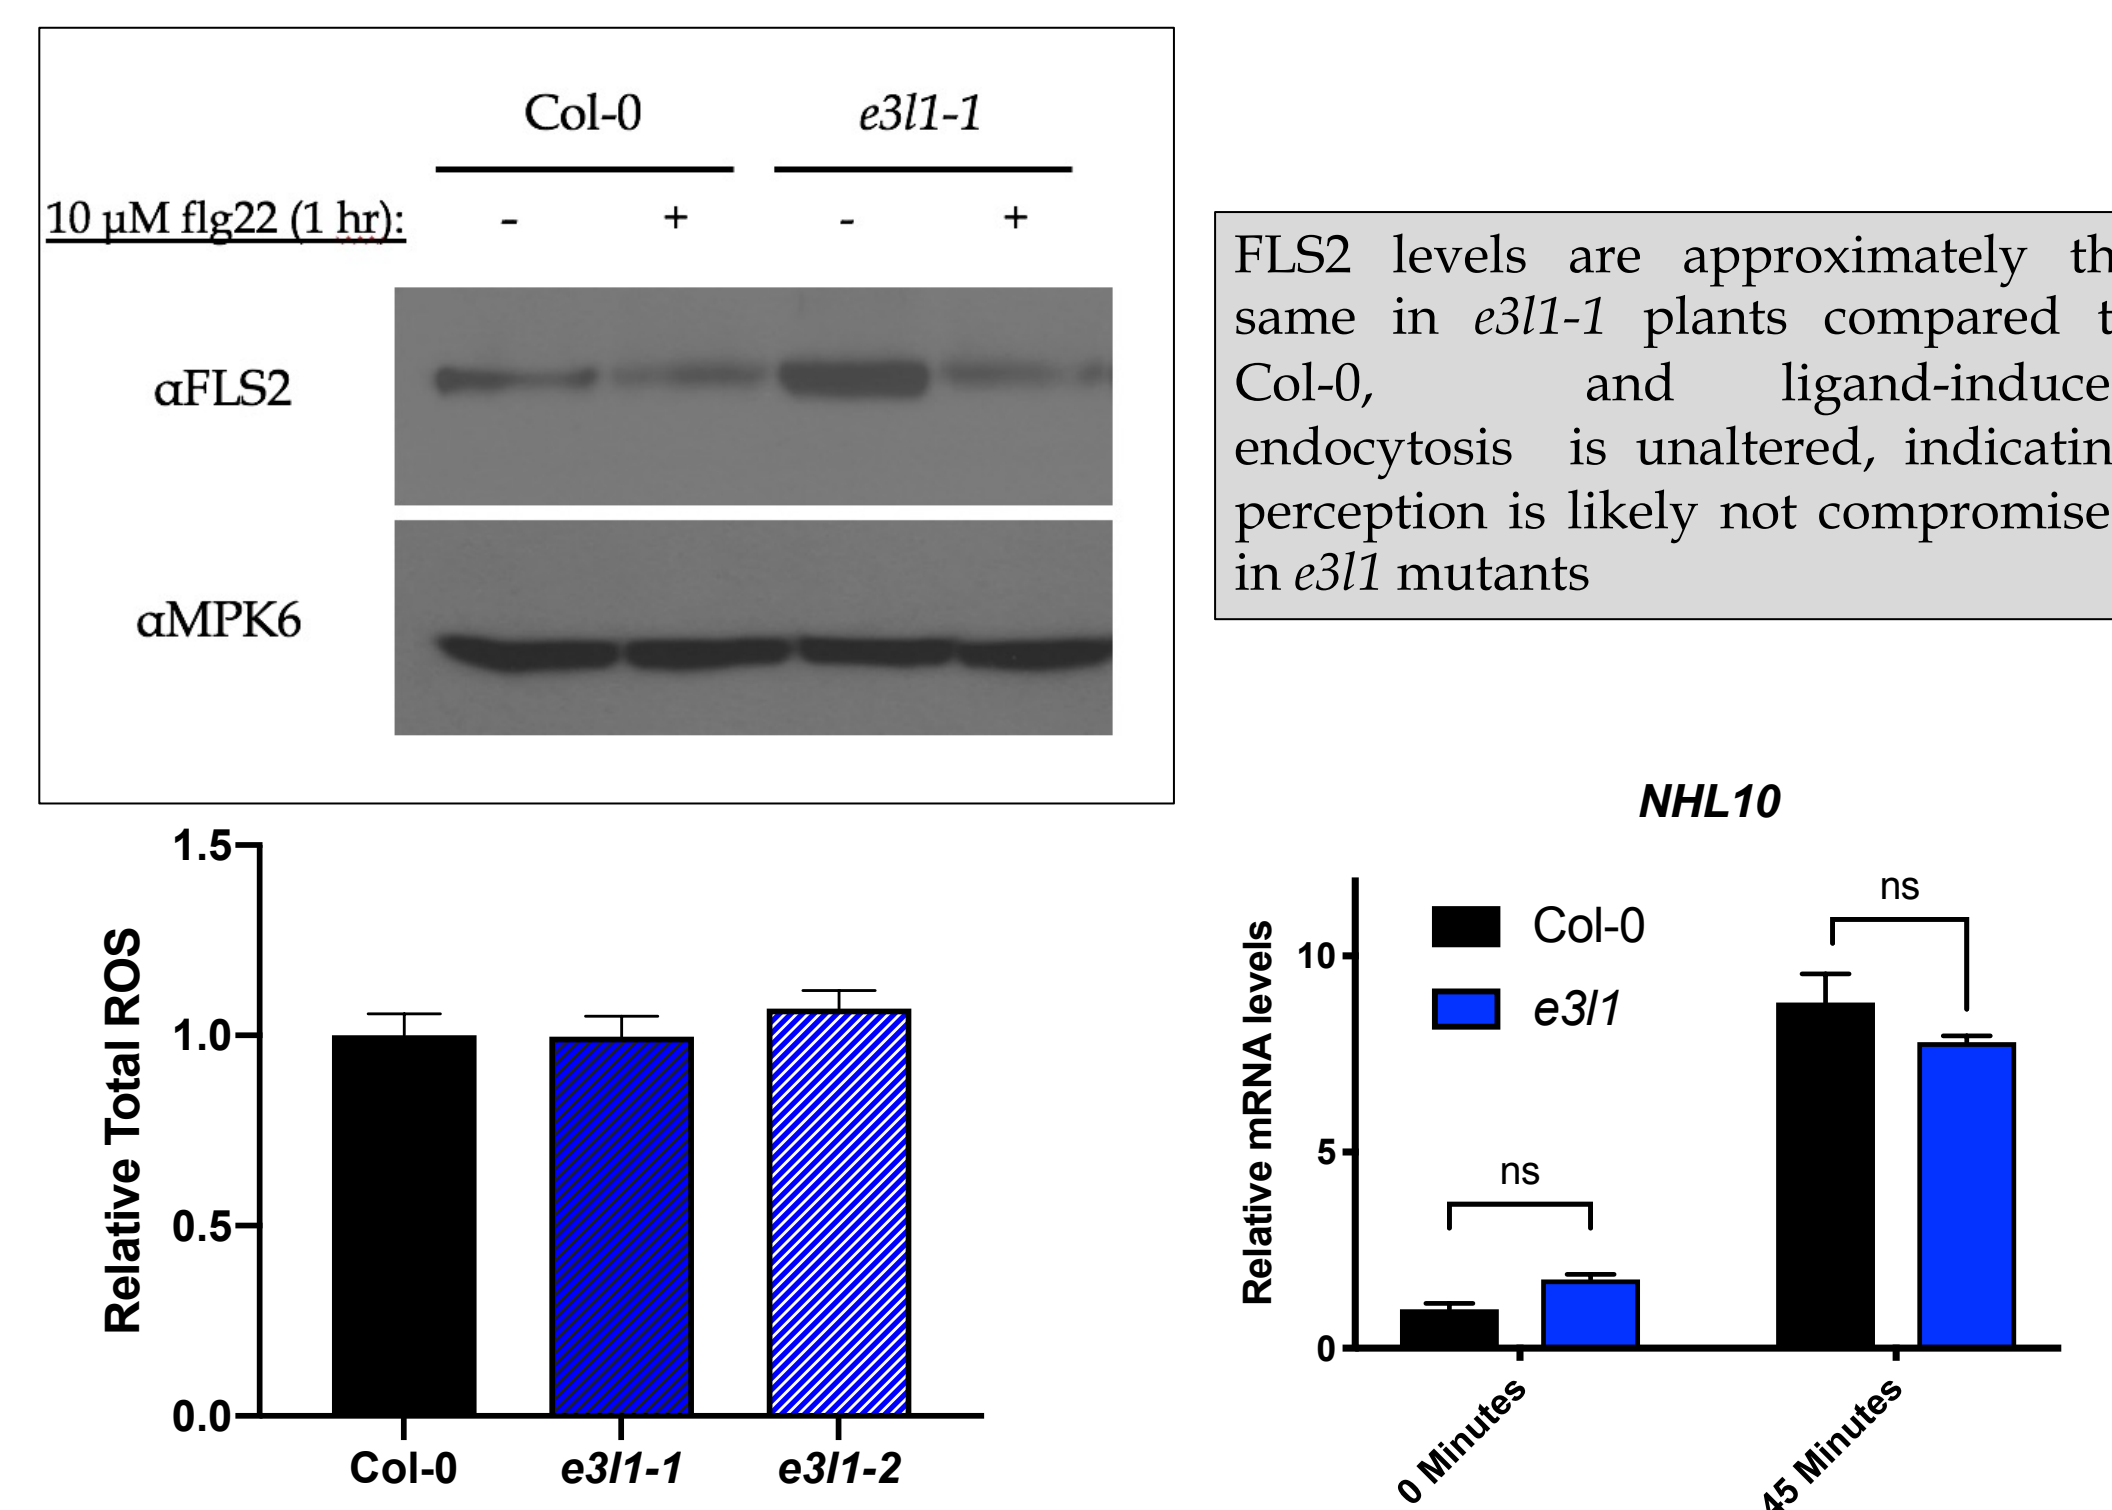 Col-0 e3l1-1
10 µM flg22 (1 hr): - + - +
αFLS2
αMPK6
FLS2 levels are approximately th
same in e3l1-1 plants compared t
Col-0, and ligand-induce
endocytosis is unaltered, indicatin
perception is likely not compromise
in e3l1 mutants
1.5
1.0
0.5
0.0
Relative Total ROS
Col-0 e3l1-1 e3l1-2
NHL10
Relative mRNA levels
10
5
0
Col-0
e3l1
ns
ns
0 Minutes
45 Minutes